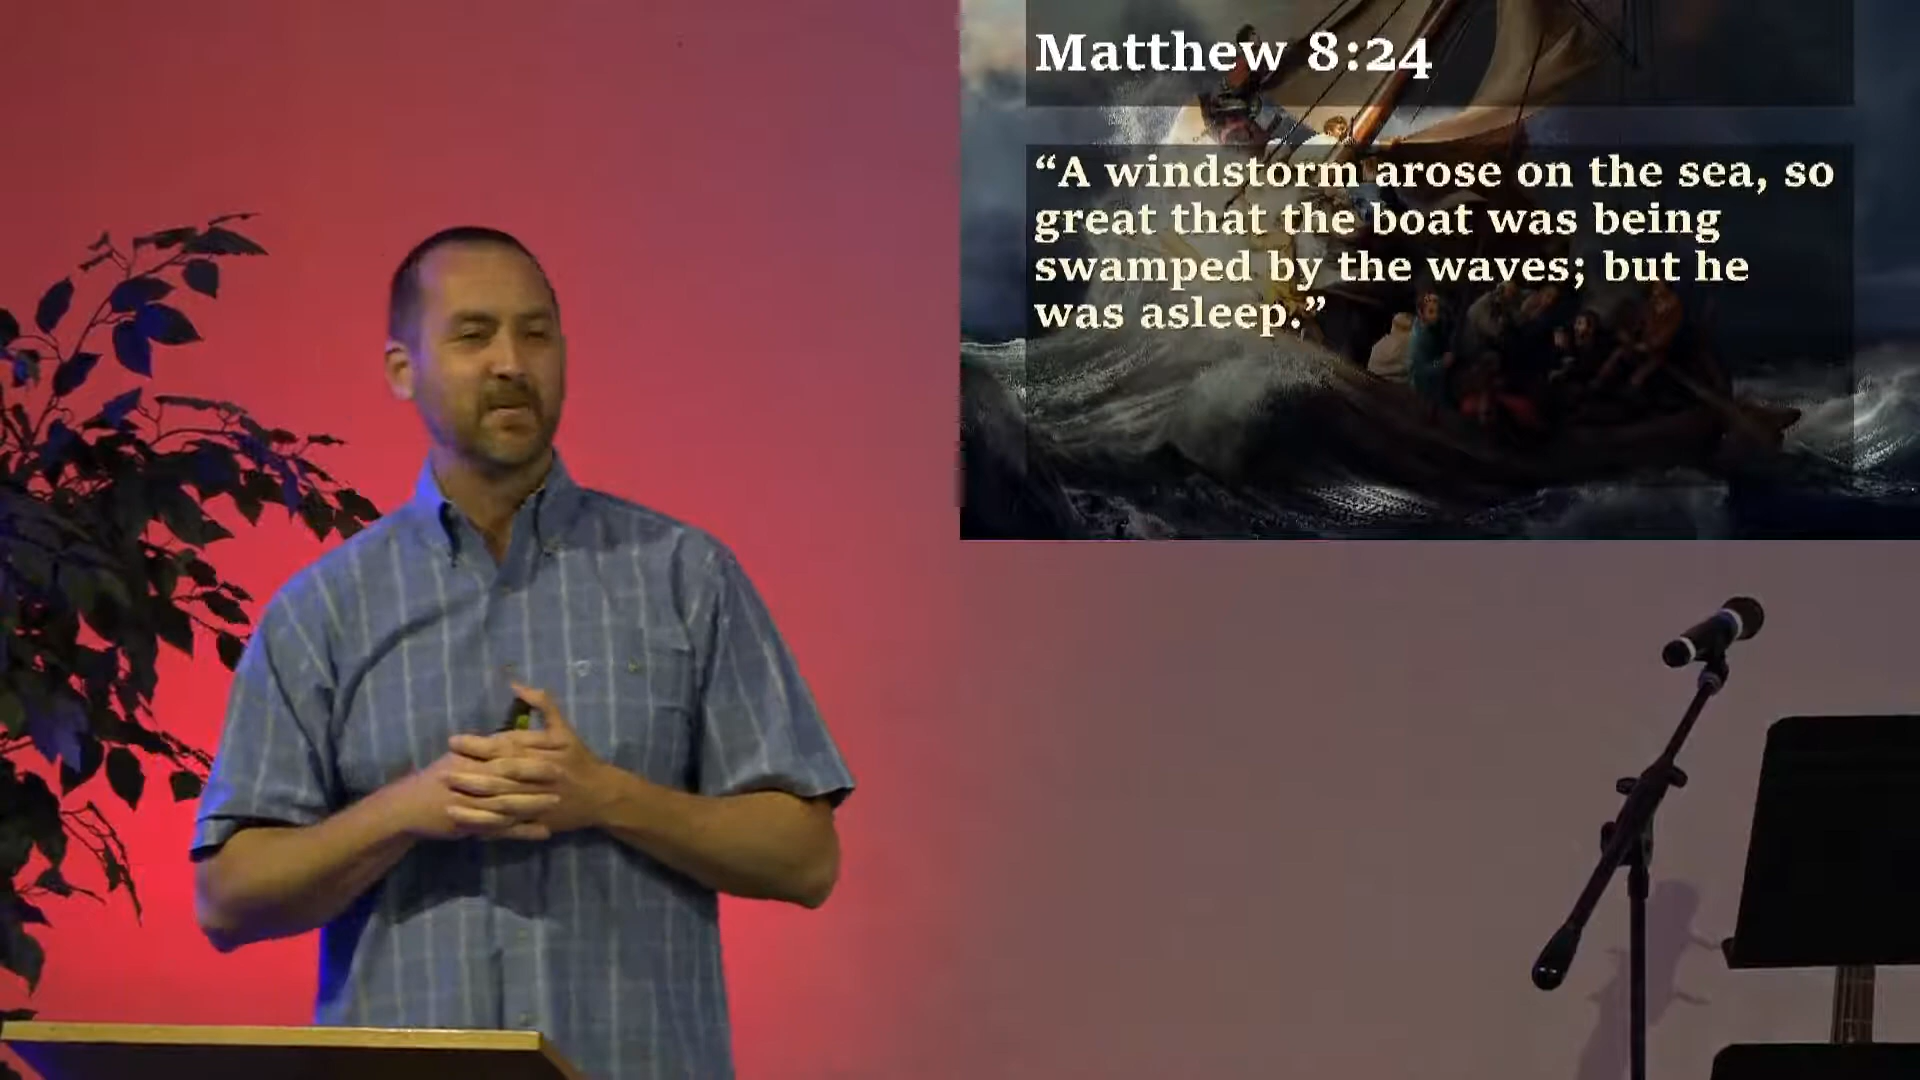 Matthew 8:24
“A windstorm arose on the sea, so
great that the boat was being
swamped by the waves; but he
was asleep.”